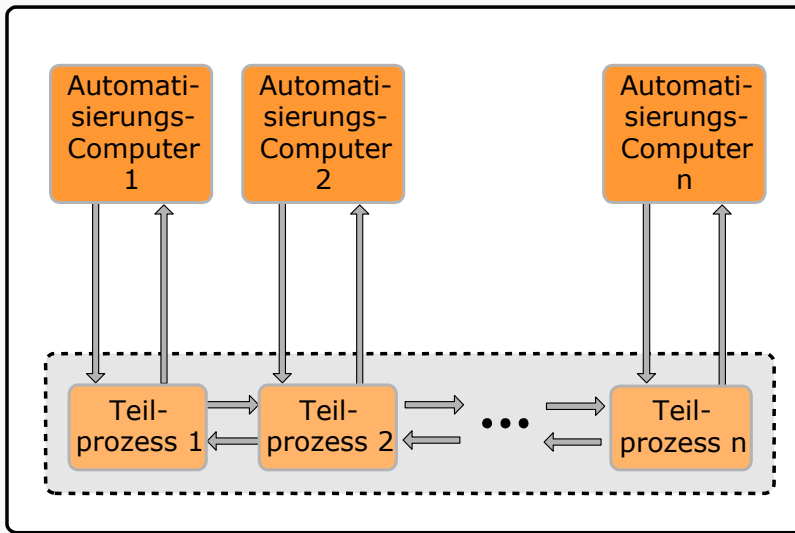 Automati-
sierungs-
Computer
1
Automati-
sierungs-
Computer
2
Automati-
sierungs-
Computer
n
Teil-
prozess 1
Teil-
prozess 2
...
Teil-
prozess n